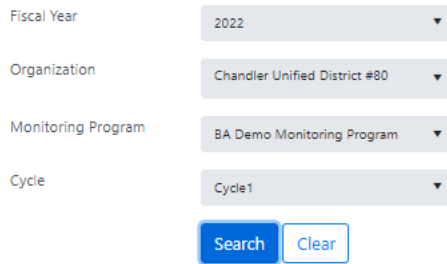 Fiscal Year 2022
Organization Chandler Unified District #80
Monitoring Program BA Demo Monitoring Program
Cycle Cycle1
Search Clear